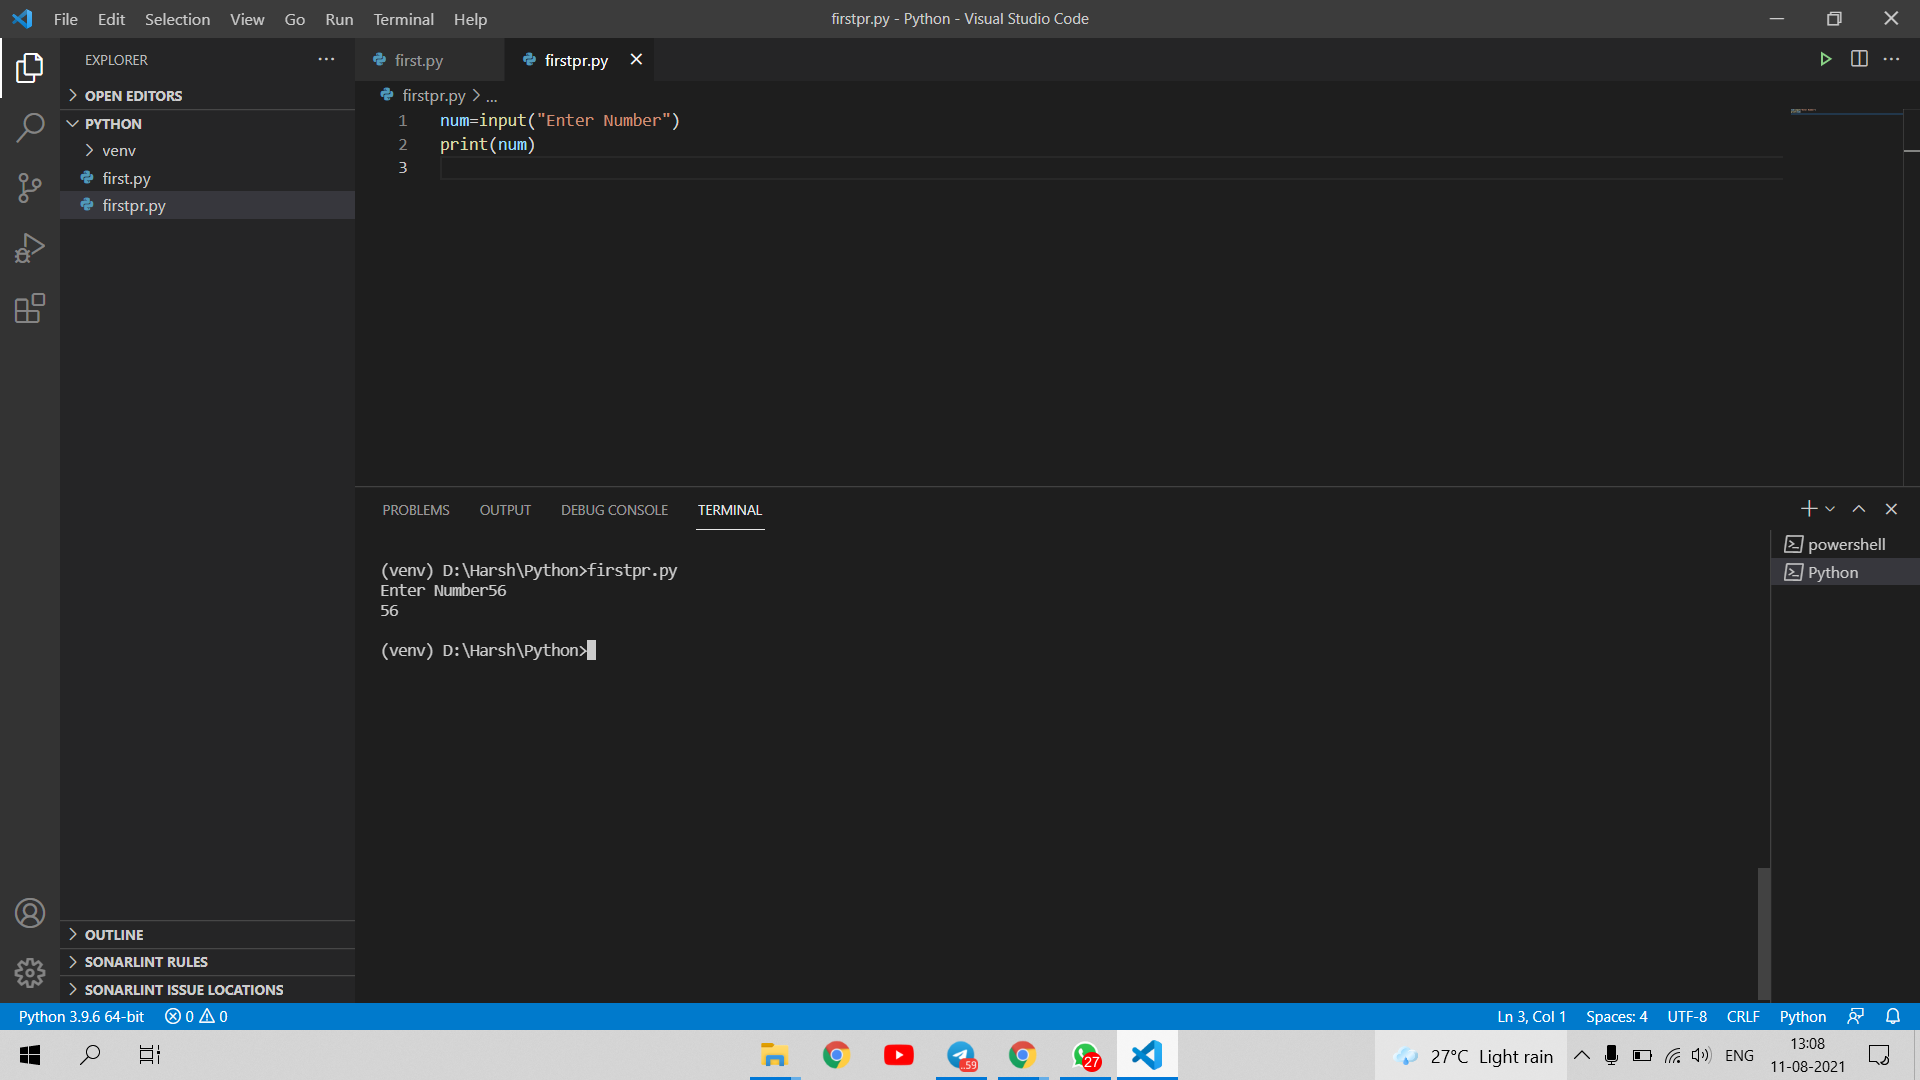 File Edit Selection View Go Run Terminal Help
firstpr.py - Python - Visual Studio Code
EXPLORER
OPEN EDITORS
PYTHON
venv
first.py
firstpr.py
OUTLINE
SONARLINT RULES
SONARLINT ISSUE LOCATIONS
first.py
firstpr.py
firstpr.py > ...
1 num=input("Enter Number")
2 print(num)
3
PROBLEMS OUTPUT DEBUG CONSOLE TERMINAL
(venv) D:\Harsh\Python>firstpr.py
Enter Number56
56
(venv) D:\Harsh\Python>
powershell
Python
Python 3.9.6 64-bit 0 0
Ln 3, Col 1 Spaces: 4 UTF-8 CRLF Python
..59
27
27°C Light rain
ENG
13:08
11-08-2021